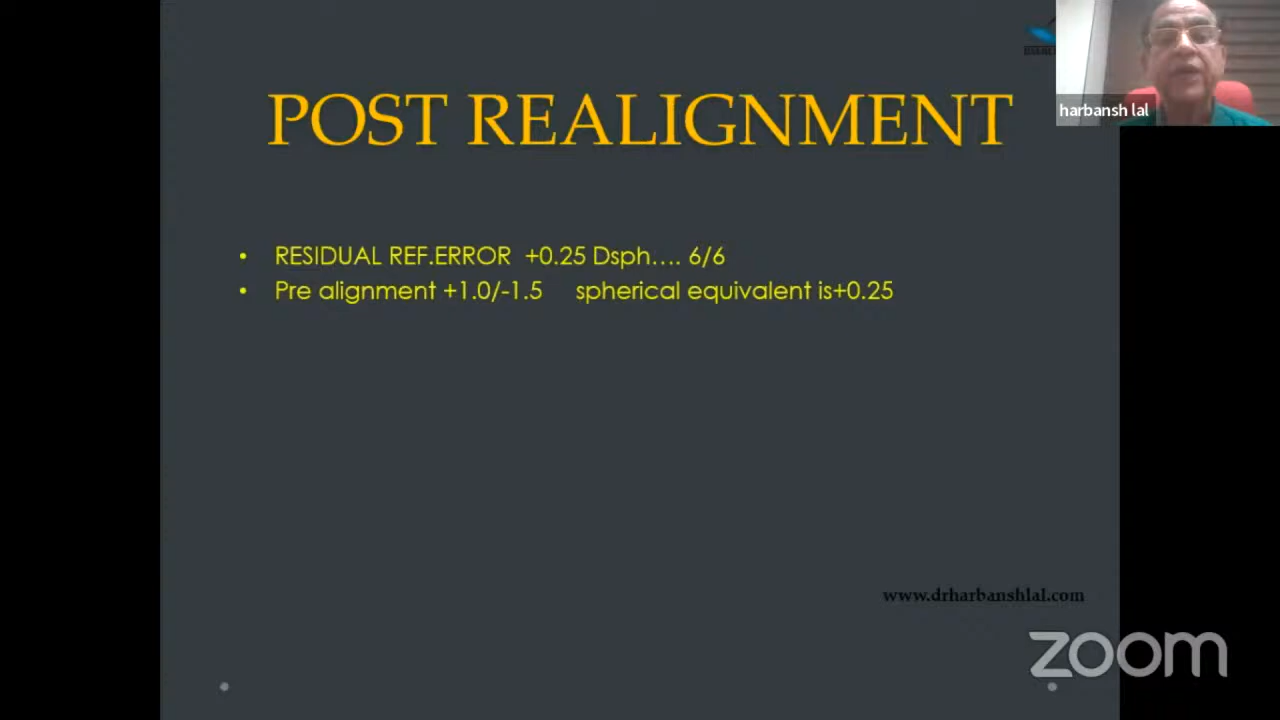 POST REALIGNMENT
harbansh lal
• RESIDUAL REF.ERROR +0.25 Dsph.... 6/6
• Pre alignment +1.0/-1.5 spherical equivalent is+0.25
www.drharbanshlal.com
zoom